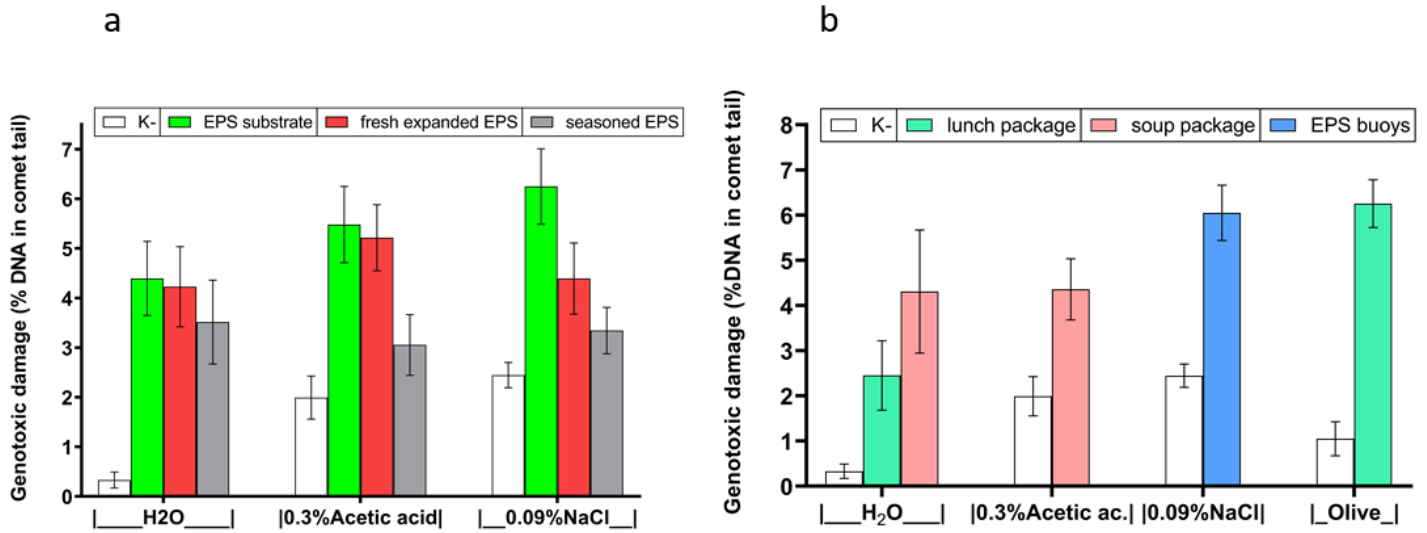 a
Genotoxic damage (% DNA in comet tail)
K- EPS substrate fresh expanded EPS seasoned EPS
7
6
5
4
3
2
1
0
|____H2O____| |0.3%Acetic acid| |__0.09%NaCl__|
b
Genotoxic damage (%DNA in comet tail)
K- lunch package soup package EPS buoys
8
7
6
5
4
3
2
1
0
|___H₂O___| |0.3%Acetic ac.| |0.09%NaCl| |_Olive_|